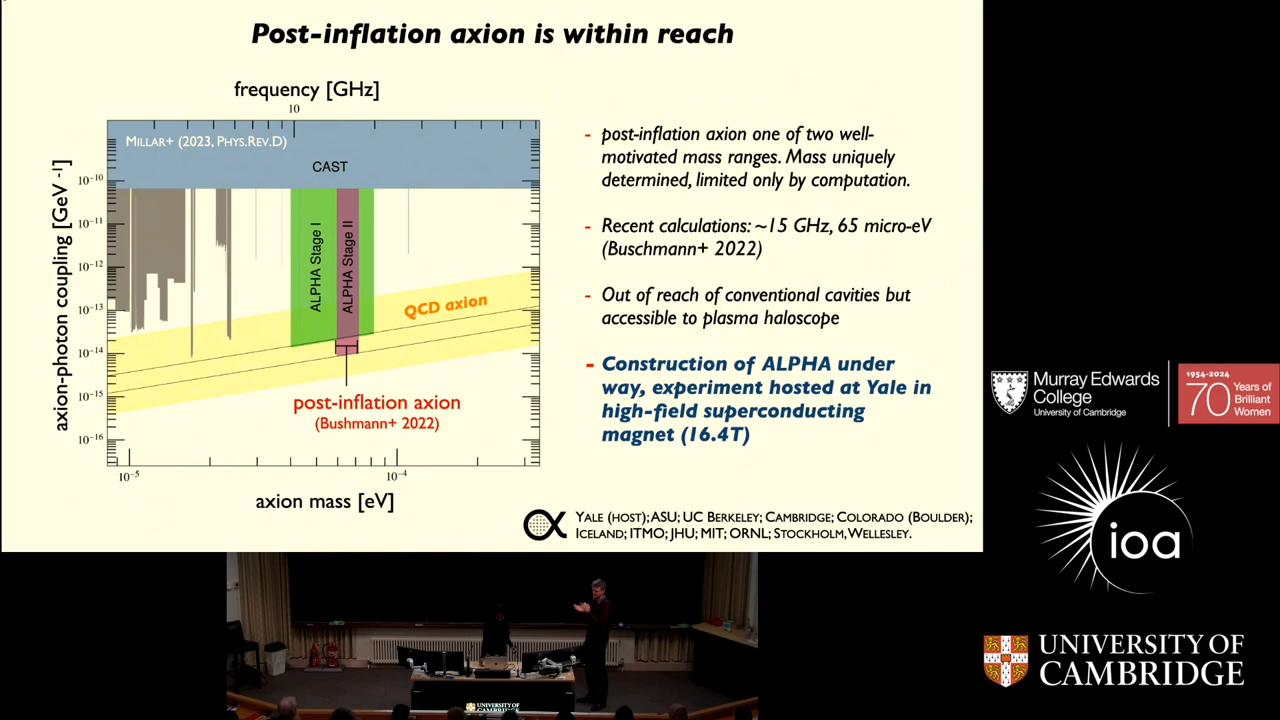 Post-inflation axion is within reach
frequency [GHz]
10
MILLAR+ (2023, PHYS.REV.D)
CAST
ALPHA Stage I
ALPHA Stage II
QCD axion
post-inflation axion
(Bushmann+ 2022)
axion-photon coupling [GeV -1]
10-10
10-11
10-12
10-13
10-14
10-15
10-16
10-5
10-4
axion mass [eV]
- post-inflation axion one of two well-
motivated mass ranges. Mass uniquely
determined, limited only by computation.
- Recent calculations: ~15 GHz, 65 micro-eV
(Buschmann+ 2022)
- Out of reach of conventional cavities but
accessible to plasma haloscope
- Construction of ALPHA under
way, experiment hosted at Yale in
high-field superconducting
magnet (16.4T)
YALE (HOST); ASU; UC BERKELEY; CAMBRIDGE; COLORADO (BOULDER);
ICELAND; ITMO; JHU; MIT; ORNL; STOCKHOLM, WELLESLEY.
Murray Edwards
College
University of Cambridge
1954-2024
70
Years of
Brilliant
Women
ioa
UNIVERSITY OF
CAMBRIDGE
UNIVERSITY OF
CAMBRIDGE